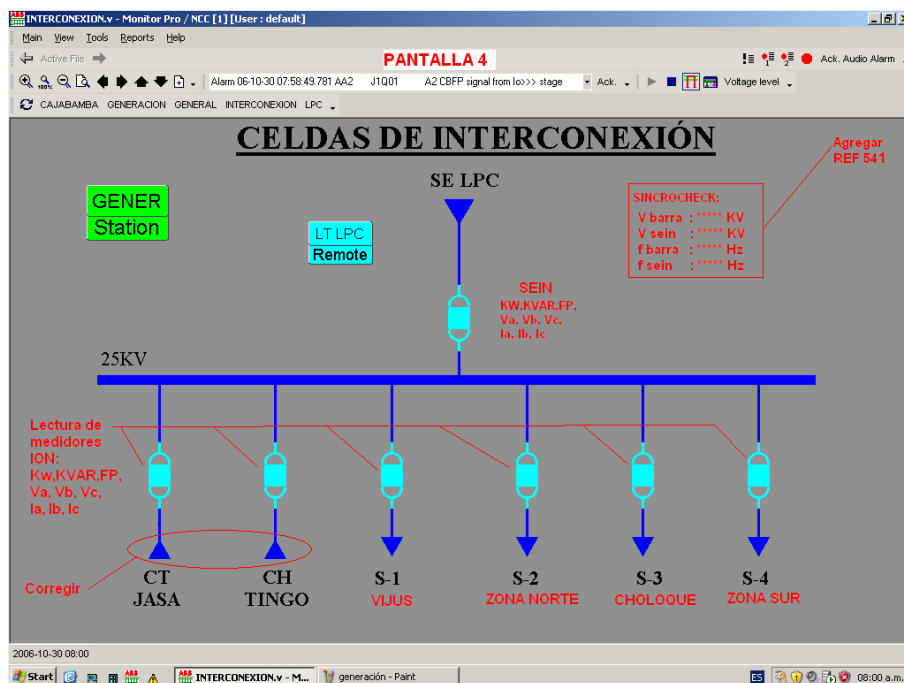 INTERCONEXION.v - Monitor Pro / NCC [1] [User : default]
Main View Tools Reports Help
Active File
PANTALLA 4
Ack. Audio Alarm
100%
Alarm 06-10-30 07:58:49.781 AA2 J1Q01 A2 CBFP signal from Io>>> stage
Ack.
Voltage level
CAJABAMBA GENERACION GENERAL INTERCONEXION LPC
CELDAS DE INTERCONEXIÓN
Agregar
REF 541
SE LPC
GENER
Station
LT LPC
Remote
SINCROCHECK:
V barra : ***** KV
V sein : ***** KV
f barra : ***** Hz
f sein : ***** Hz
SEIN
KW,KVAR,FP,
Va, Vb, Vc,
Ia, Ib, Ic
25KV
Lectura de
medidores
ION:
Kw,KVAR,FP,
Va, Vb, Vc,
Ia, Ib, Ic
Corregir
CT
JASA
CH
TINGO
S-1
VIJUS
S-2
ZONA NORTE
S-3
CHOLOQUE
S-4
ZONA SUR
2006-10-30 08:00
Start
ABB
INTERCONEXION.v - M...
generación - Paint
ES
08:00 a.m.